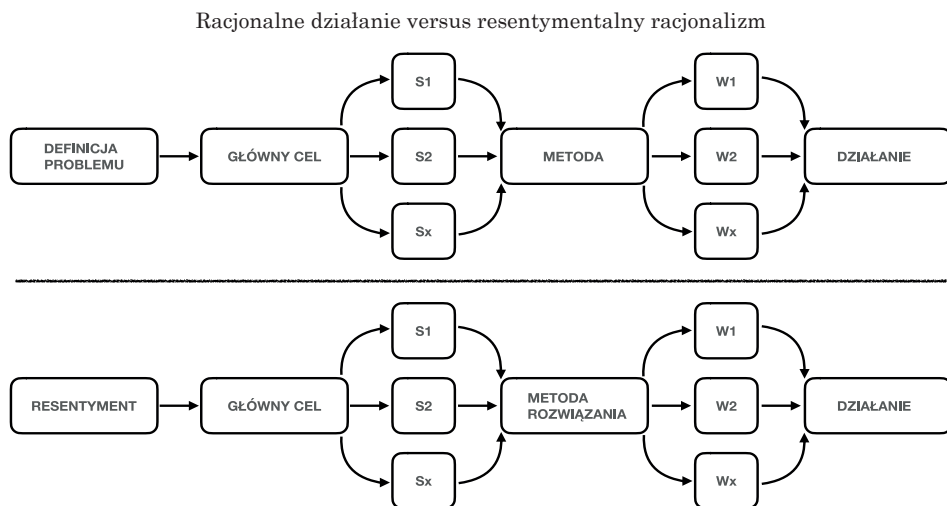 Racjonalne działanie versus resentymentalny racjonalizm
S1
W1
DEFINICJA
PROBLEMU
GŁÓWNY CEL
S2
METODA
W2
DZIAŁANIE
Sx
Wx
S1
W1
RESENTYMENT
GŁÓWNY CEL
S2
METODA
ROZWIĄZANIA
W2
DZIAŁANIE
Sx
Wx